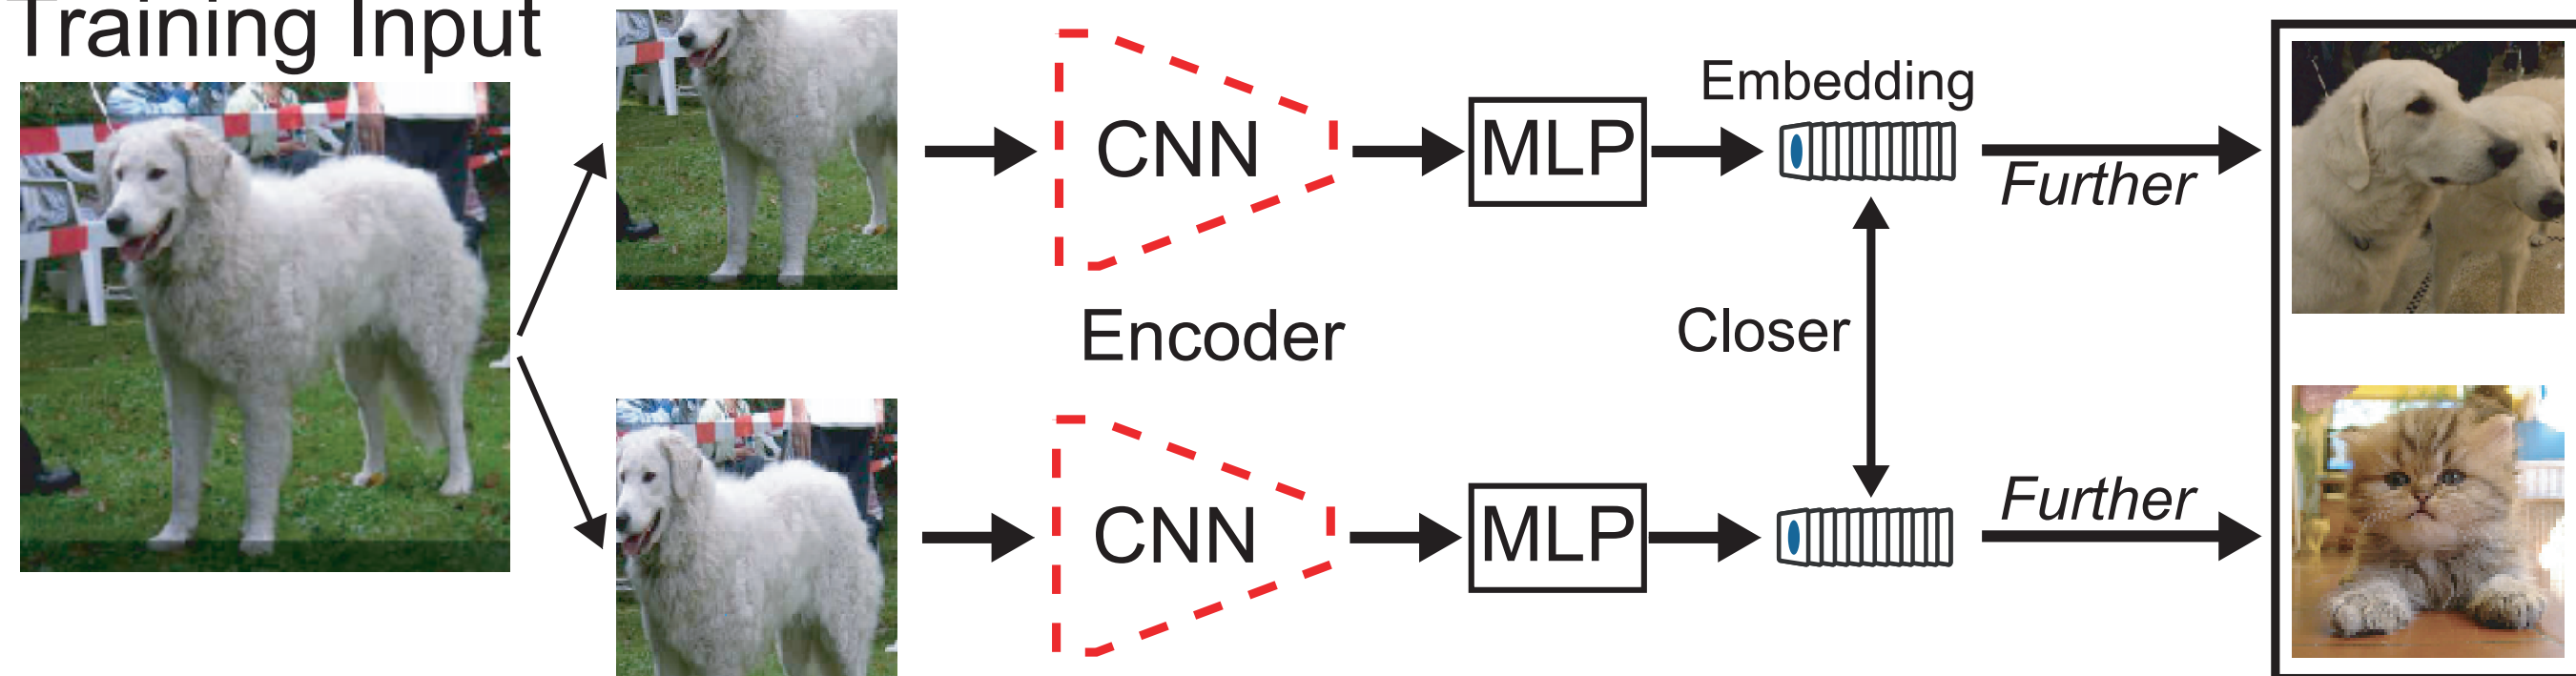 Training Input
CNN
MLP
Embedding
Further
Encoder
Closer
CNN
MLP
Further